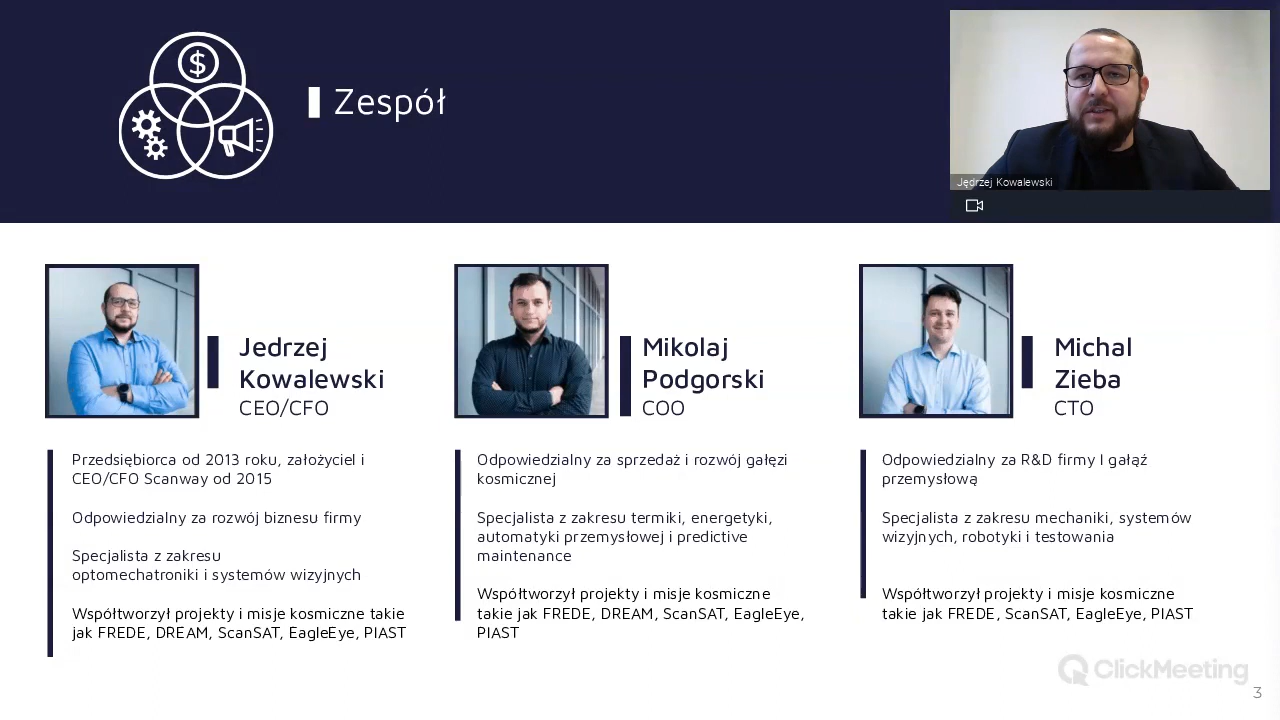 $
Zespół
Jędrzej Kowalewski
Jedrzej
Kowalewski
CEO/CFO
Przedsiębiorca od 2013 roku, założyciel i
CEO/CFO Scanway od 2015
Odpowiedzialny za rozwój biznesu firmy
Specjalista z zakresu
optomechatroniki i systemów wizyjnych
Współtworzył projekty i misje kosmiczne takie
jak FREDE, DREAM, ScanSAT, EagleEye, PIAST
Mikolaj
Podgorski
COO
Odpowiedzialny za sprzedaż i rozwój gałęzi
kosmicznej
Specjalista z zakresu termiki, energetyki,
automatyki przemysłowej i predictive
maintenance
Współtworzył projekty i misje kosmiczne
takie jak FREDE, DREAM, ScanSAT, EagleEye,
PIAST
Michal
Zieba
CTO
Odpowiedzialny za R&D firmy I gałąź
przemysłową
Specjalista z zakresu mechaniki, systemów
wizyjnych, robotyki i testowania
Współtworzył projekty i misje kosmiczne
takie jak FREDE, ScanSAT, EagleEye, PIAST
ClickMeeting
3